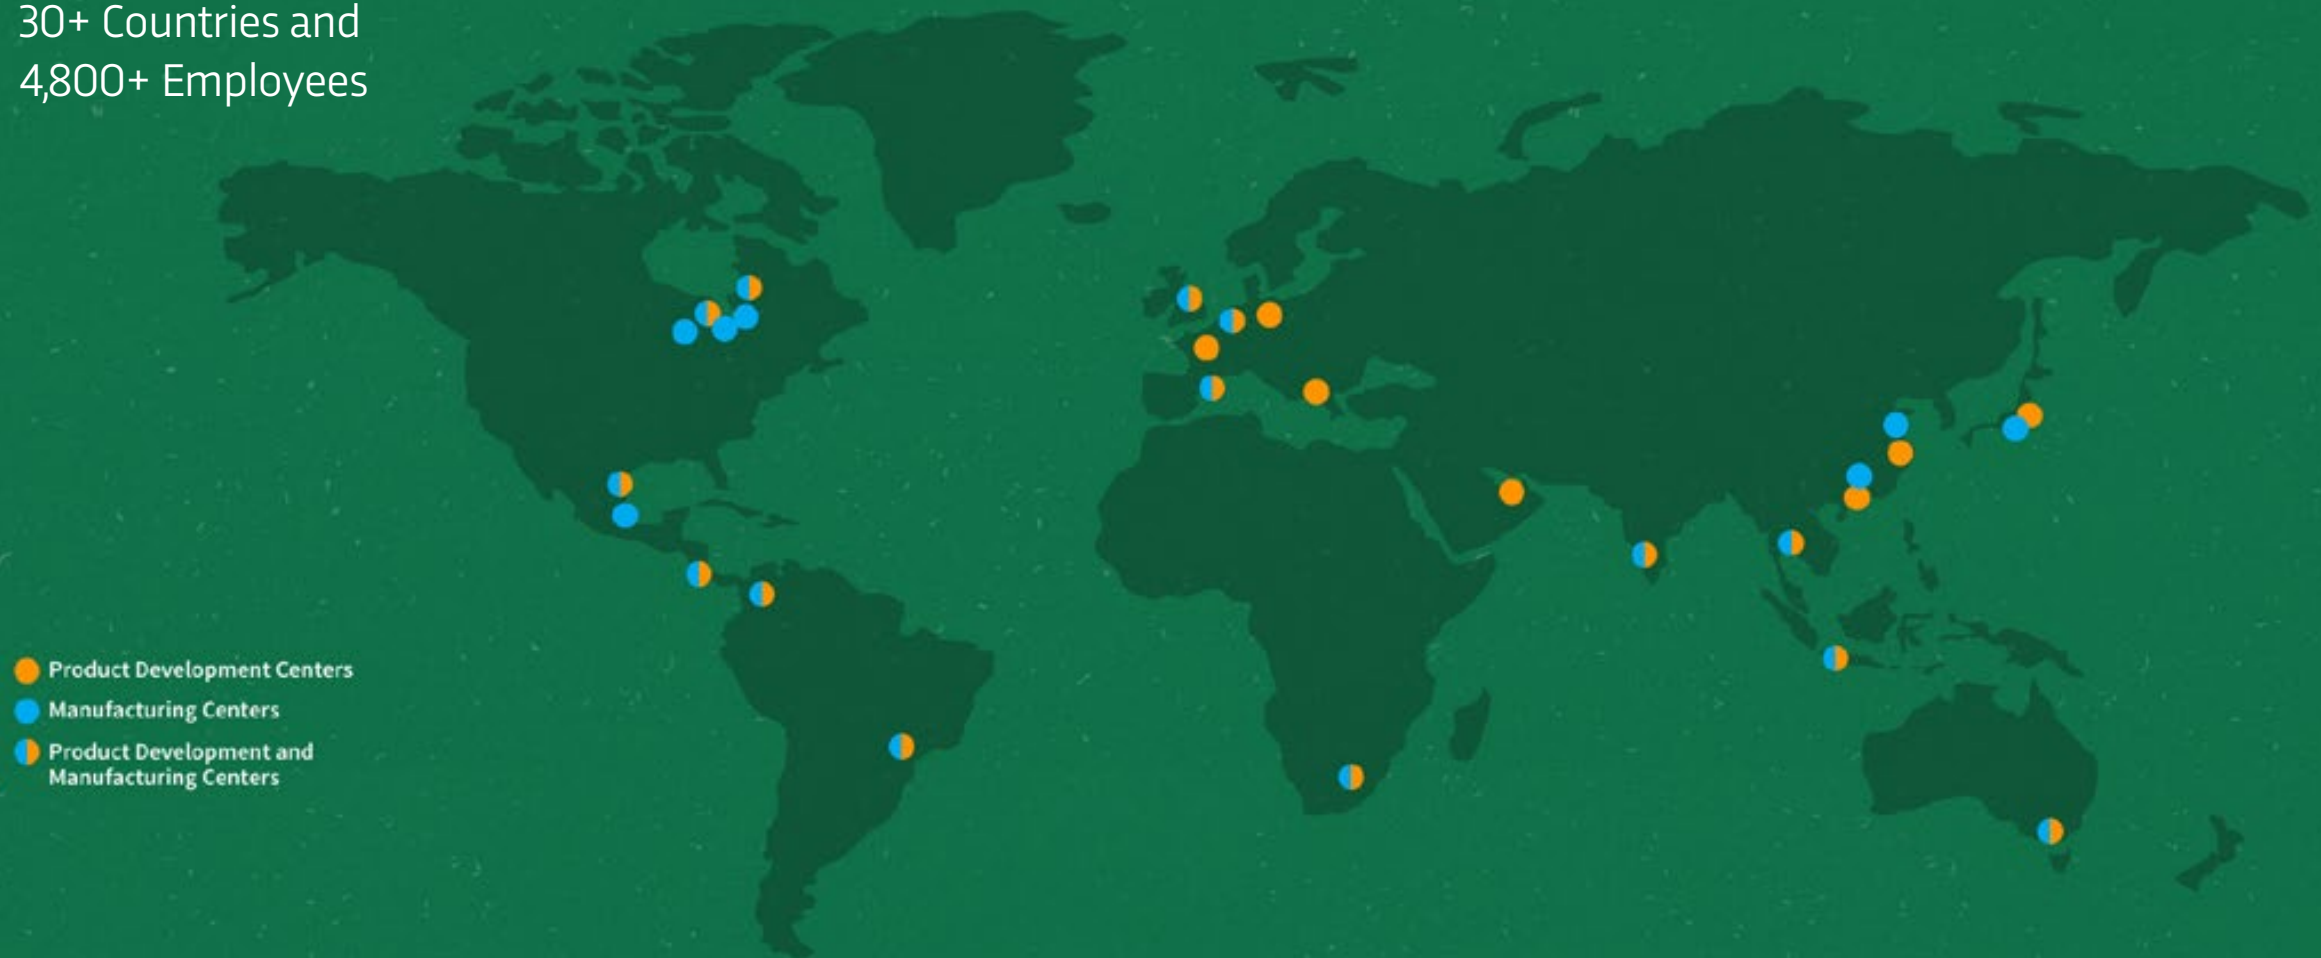 30+ Countries and
4,800+ Employees
Product Development Centers
Manufacturing Centers
Product Development and
Manufacturing Centers